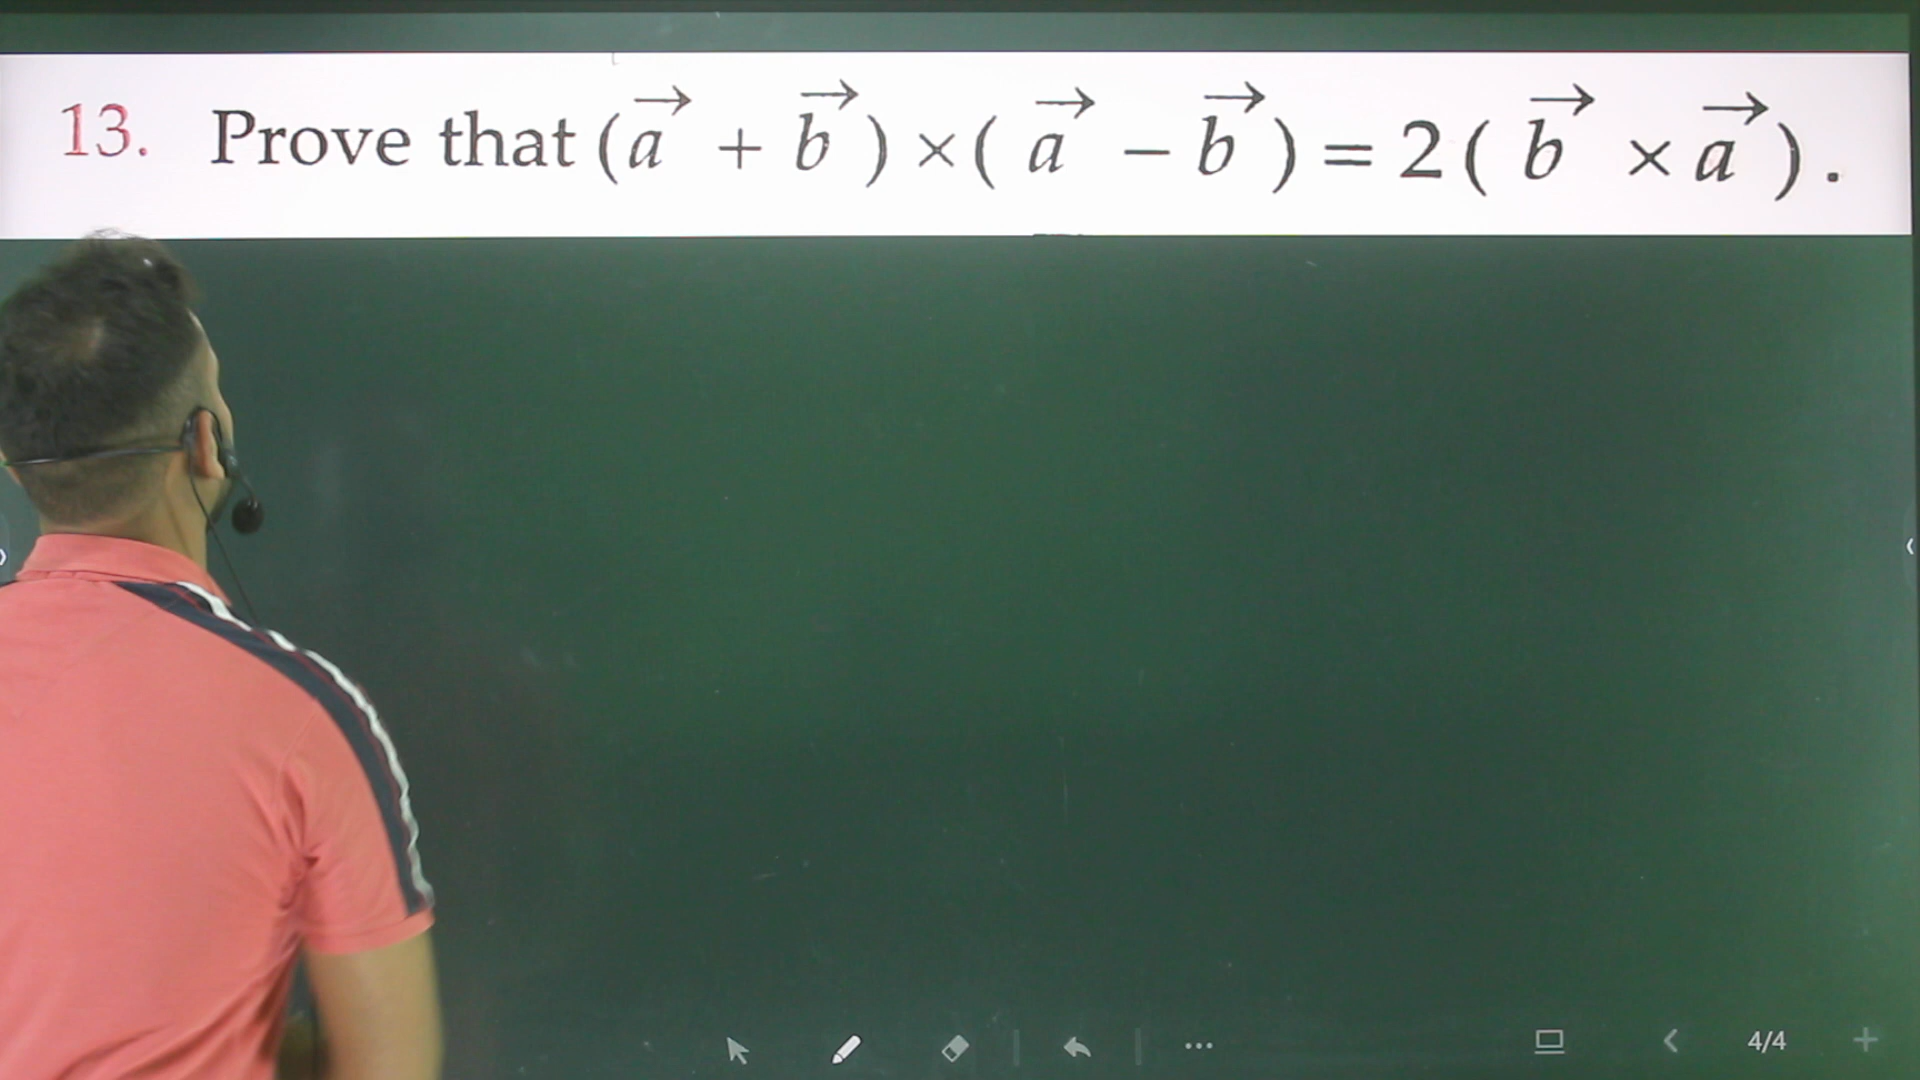 13. Prove that (a⃗ + b⃗) × (a⃗ − b⃗) = 2(b⃗ × a⃗).
4/4